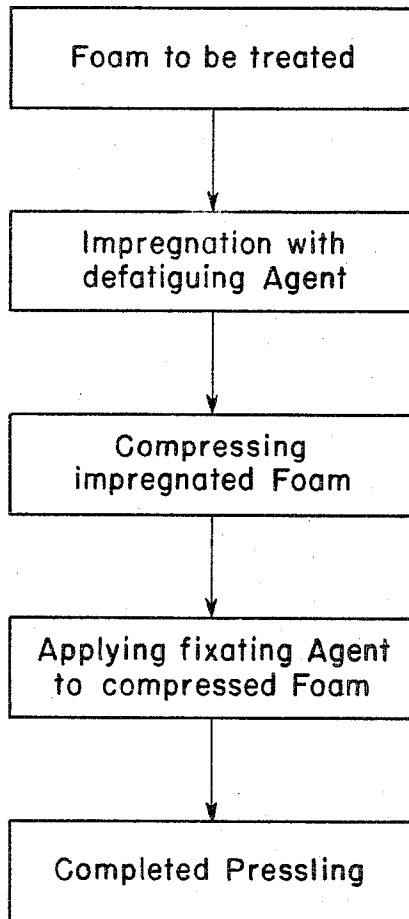 Foam to be treated
Impregnation with
defatiguing Agent
Compressing
impregnated Foam
Applying fixating Agent
to compressed Foam
Completed Pressling